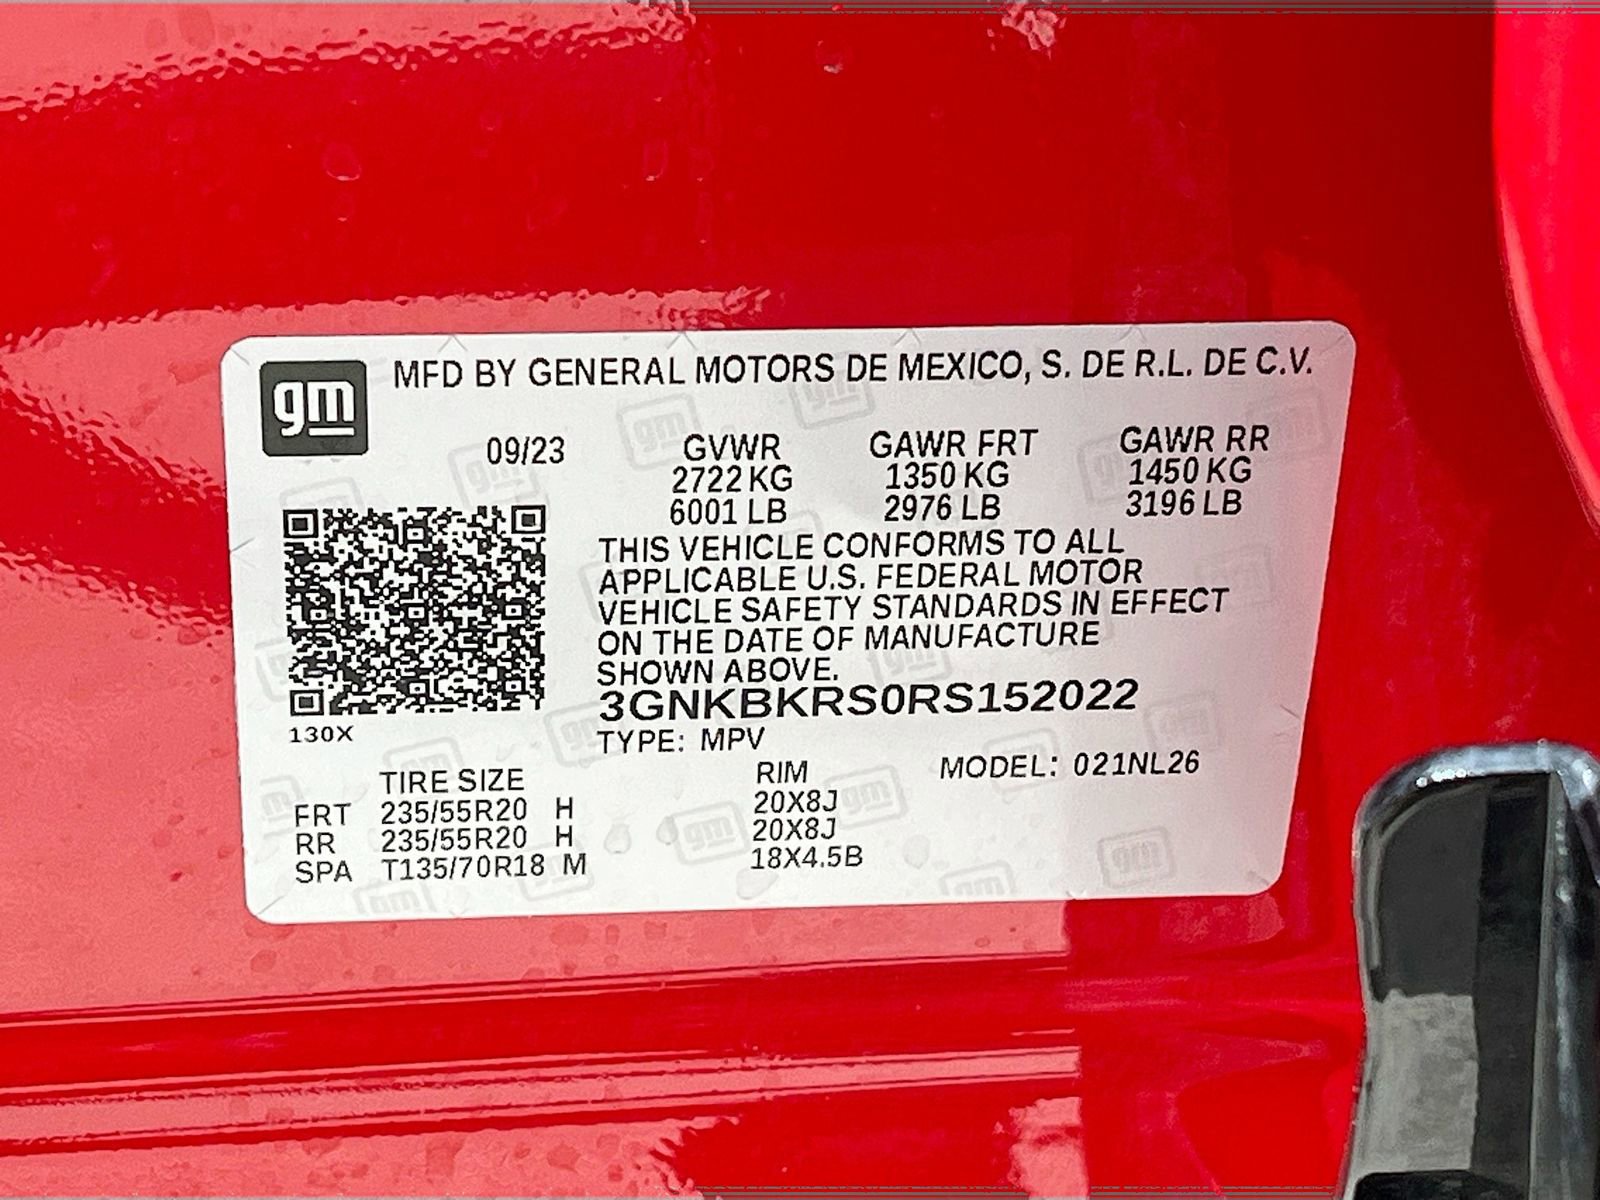 gm MFD BY GENERAL MOTORS DE MEXICO, S. DE R.L. DE C.V.
09/23 GVWR GAWR FRT GAWR RR
2722 KG 1350 KG 1450 KG
6001 LB 2976 LB 3196 LB
THIS VEHICLE CONFORMS TO ALL
APPLICABLE U.S. FEDERAL MOTOR
VEHICLE SAFETY STANDARDS IN EFFECT
ON THE DATE OF MANUFACTURE
SHOWN ABOVE.
3GNKBKRS0RS152022
130X
TYPE: MPV
TIRE SIZE RIM MODEL: 021NL26
FRT 235/55R20 H 20X8J
RR 235/55R20 H 20X8J
SPA T135/70R18 M 18X4.5B